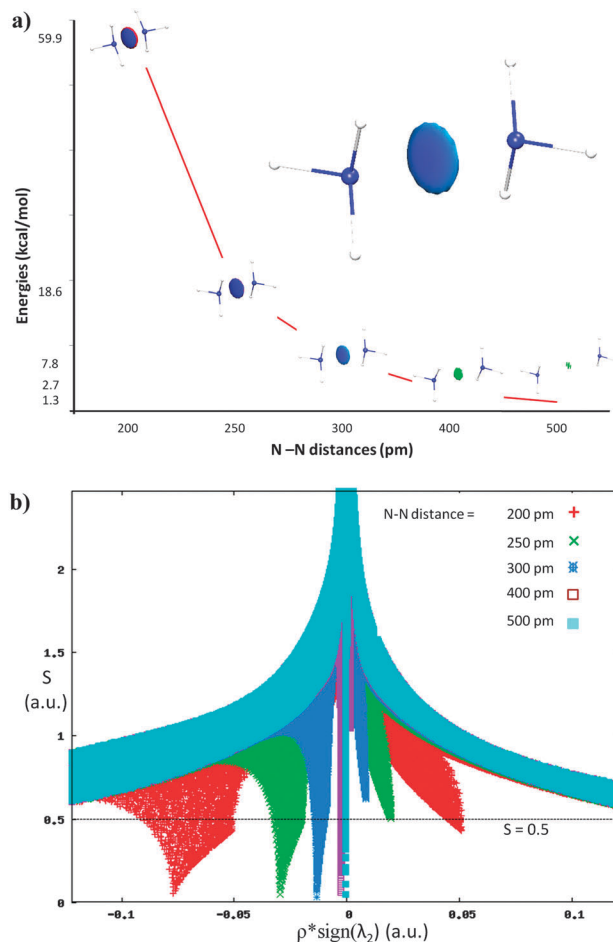 a)
59.9
Energies (kcal/mol)
18.6
7.8
2.7
1.3
200 250 300 400 500
N –N distances (pm)
b)
N-N distance = 200 pm
250 pm
300 pm
400 pm
500 pm
2
1.5
S
(a.u.)
1
0.5
S = 0.5
0
-0.1 -0.05 0 0.05 0.1
ρ*sign(λ₂) (a.u.)